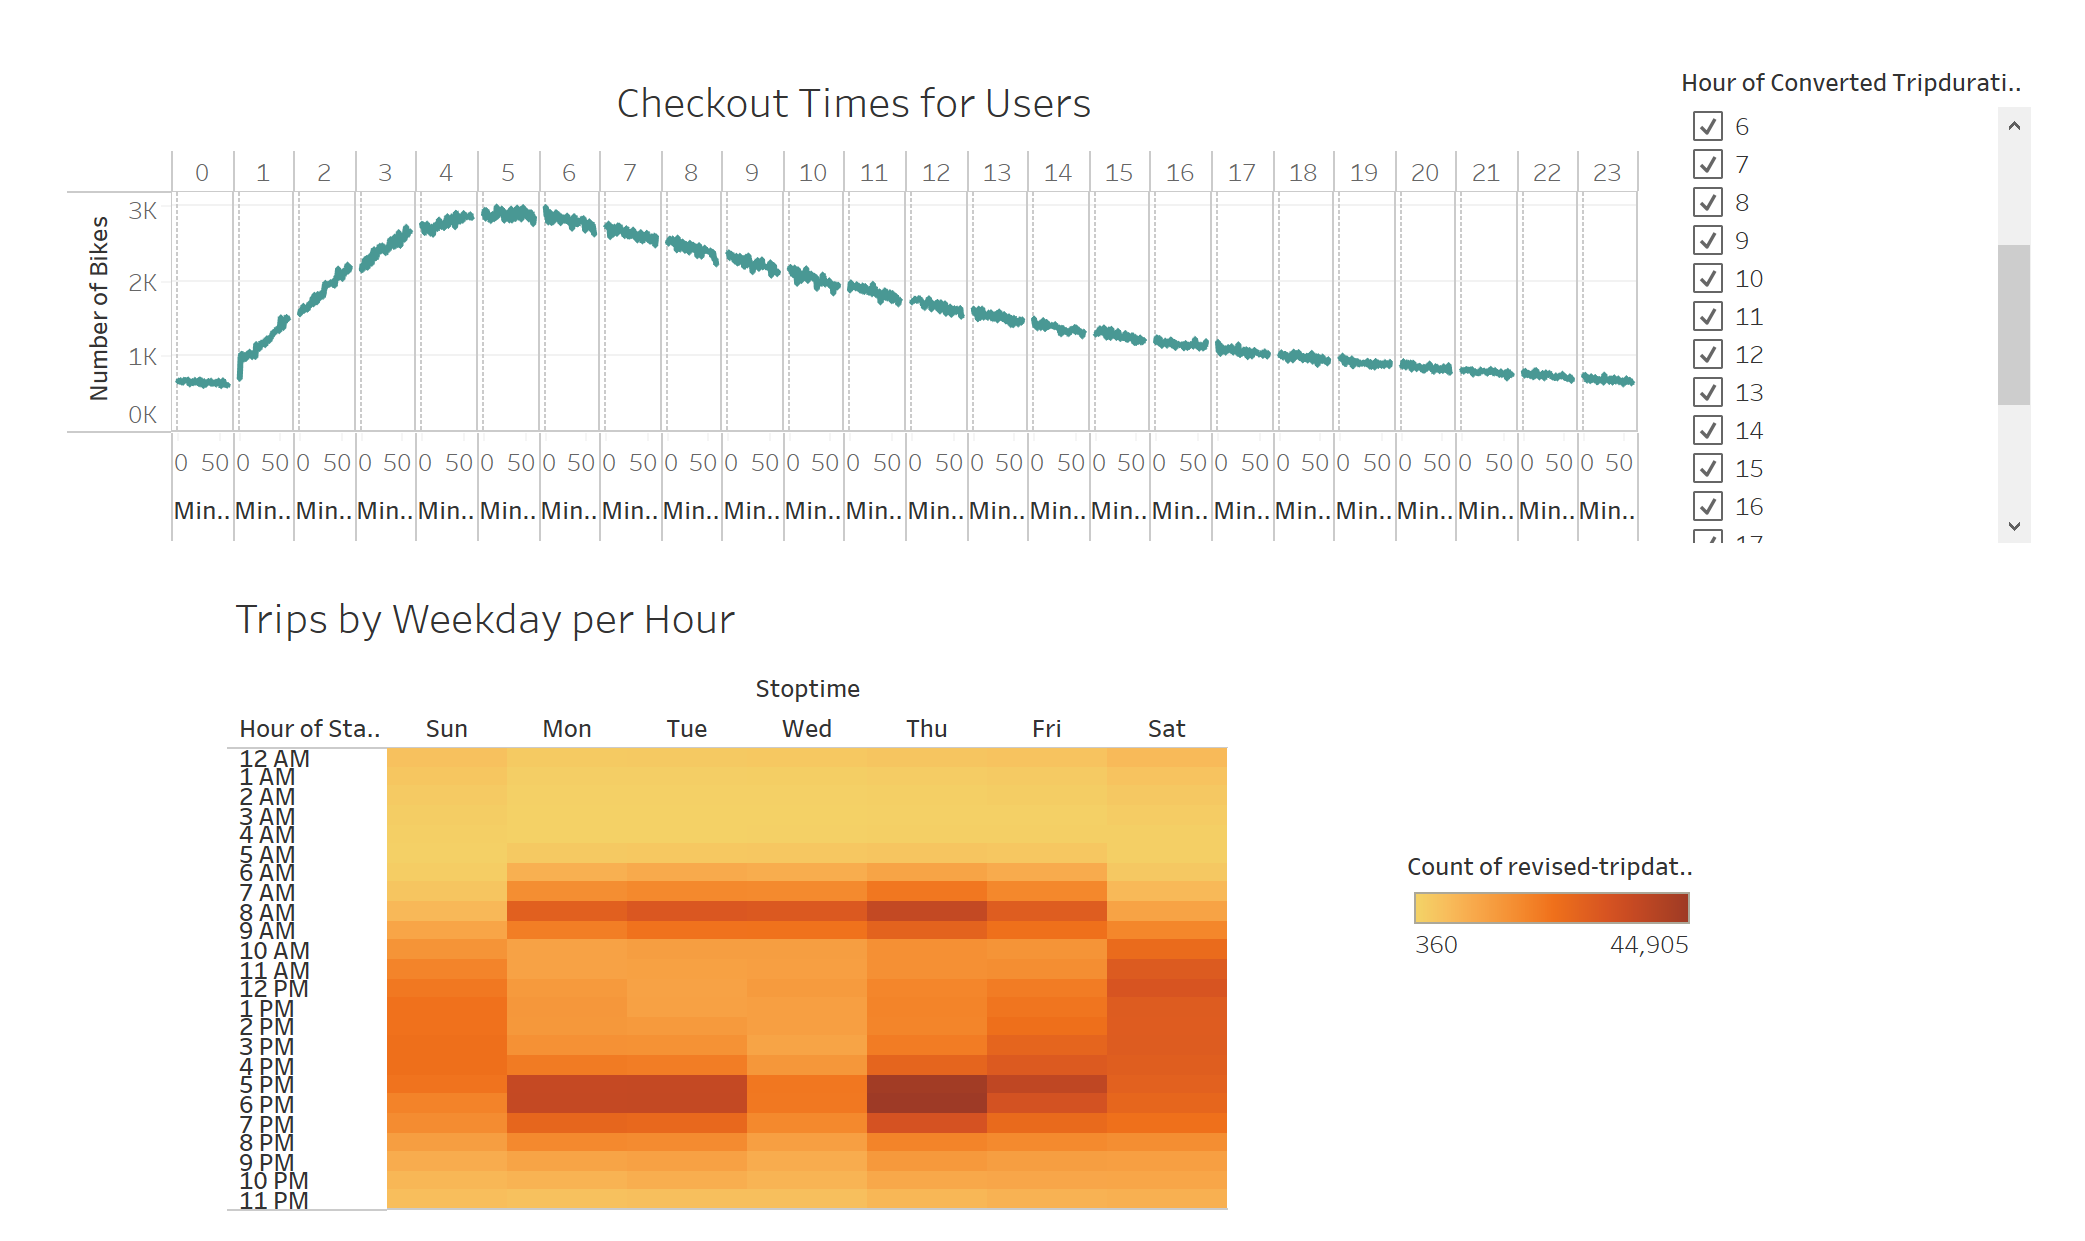 Checkout Times for Users
Hour of Converted Tripdurati..
0 1 2 3 4 5 6 7 8 9 10 11 12 13 14 15 16 17 18 19 20 21 22 23
Number of Bikes
3K
2K
1K
0K
0 50 0 50 0 50 0 50 0 50 0 50 0 50 0 50 0 50 0 50 0 50 0 50 0 50 0 50 0 50 0 50 0 50 0 50 0 50 0 50 0 50 0 50 0 50 0 50
Min.. Min.. Min.. Min.. Min.. Min.. Min.. Min.. Min.. Min.. Min.. Min.. Min.. Min.. Min.. Min.. Min.. Min.. Min.. Min.. Min.. Min.. Min.. Min..
6
7
8
9
10
11
12
13
14
15
16
17
Trips by Weekday per Hour
Stoptime
Hour of Sta.. Sun Mon Tue Wed Thu Fri Sat
12 AM
1 AM
2 AM
3 AM
4 AM
5 AM
6 AM
7 AM
8 AM
9 AM
10 AM
11 AM
12 PM
1 PM
2 PM
3 PM
4 PM
5 PM
6 PM
7 PM
8 PM
9 PM
10 PM
11 PM
Count of revised-tripdat..
360 44,905